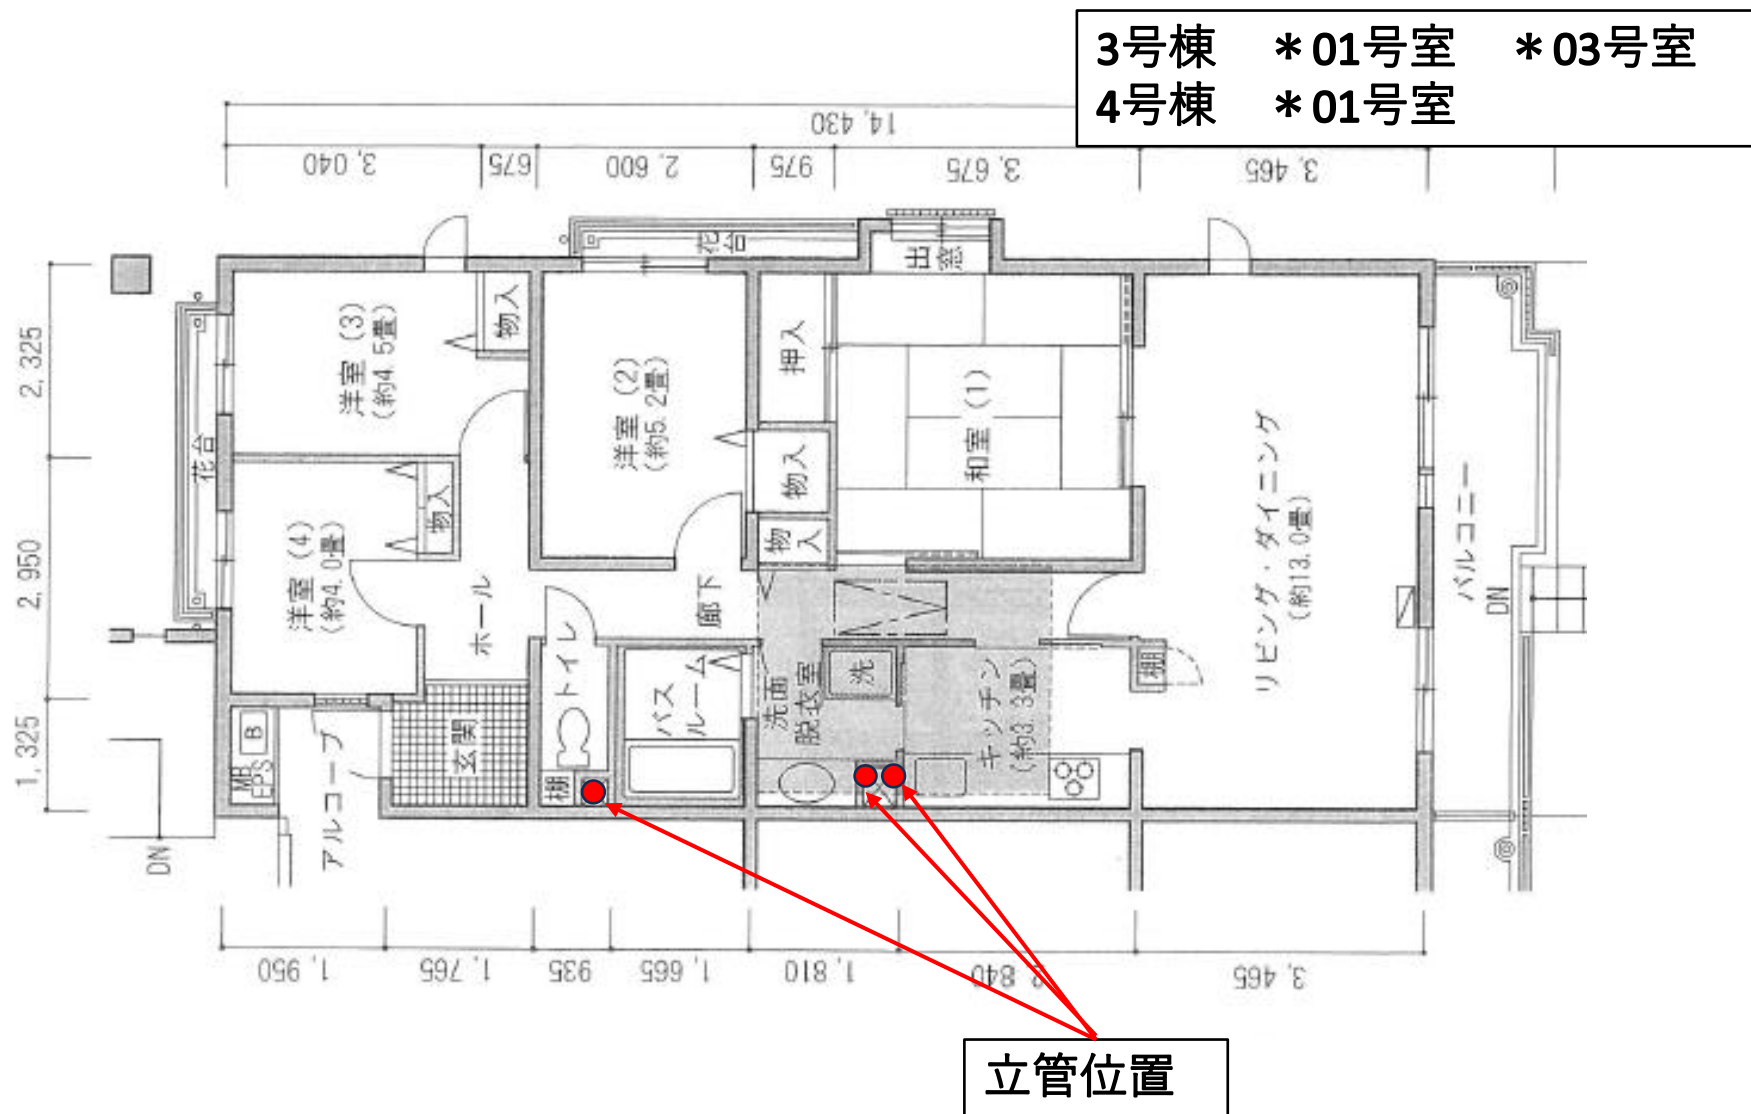 3号棟　＊01号室　＊03号室
4号棟　＊01号室
14,430
3,040
675
2,600
975
3,675
3,465
花台
出窓
2,325
洋室 (3)
(約4.5畳)
物入
洋室 (2)
(約5.2畳)
押入
物入
物入
和室 (1)
リビング・ダイニング
(約13.0畳)
バルコニー
DN
花台
2,950
洋室 (4)
(約4.0畳)
物入
ホール
廊下
トイレ
バス
ルーム
洗面
脱衣室
洗
キッチン
(約3.3畳)
棚
1,325
B
MB
EPS
アルコーブ
玄関
棚
DN
1,950
1,765
935
1,665
1,810
2,840
3,465
立管位置